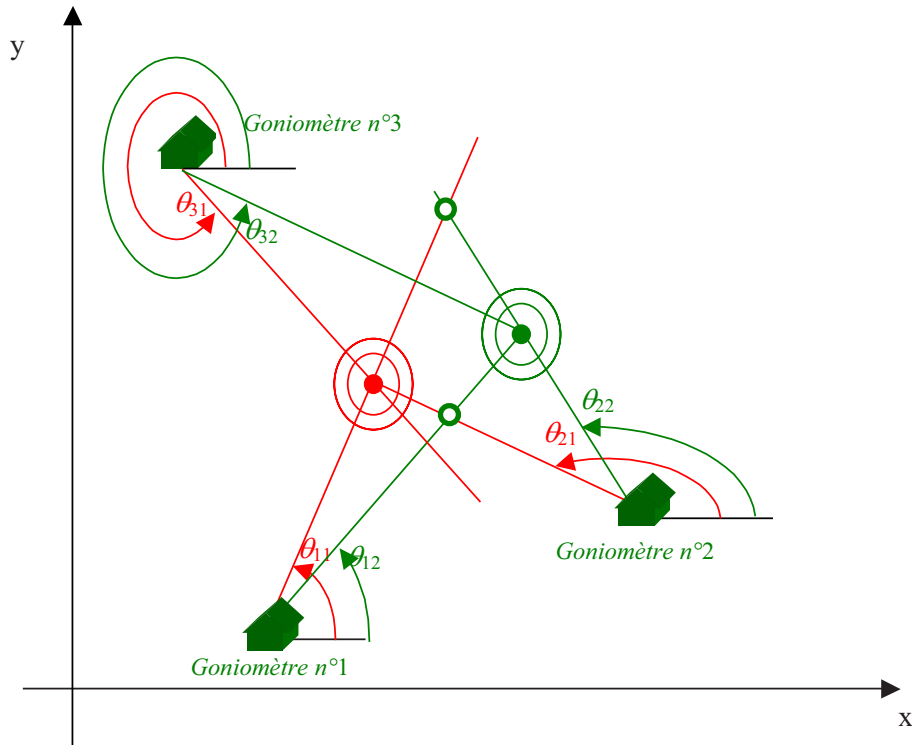 y
Goniomètre n°3
θ31
θ32
θ22
θ21
Goniomètre n°2
θ11
θ12
Goniomètre n°1
x